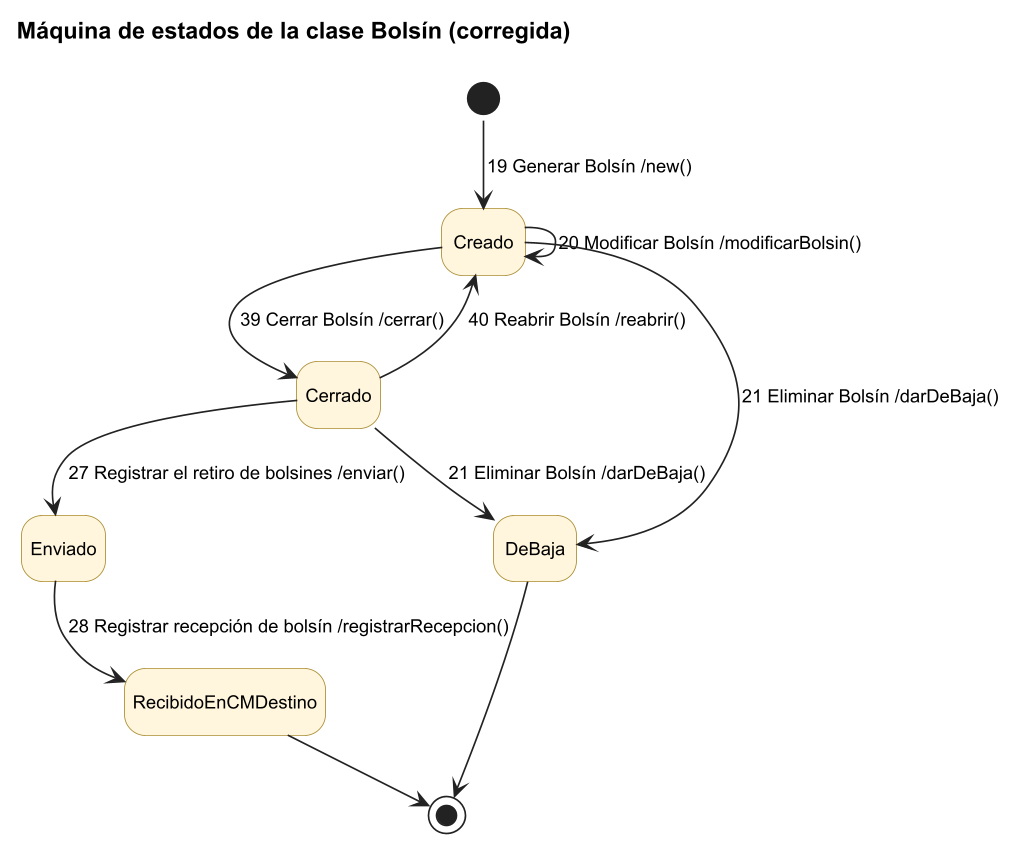 Máquina de estados de la clase Bolsín (corregida)
19 Generar Bolsín /new()
Creado
20 Modificar Bolsín /modificarBolsin()
39 Cerrar Bolsín /cerrar()
40 Reabrir Bolsín /reabrir()
Cerrado
21 Eliminar Bolsín /darDeBaja()
27 Registrar el retiro de bolsines /enviar()
21 Eliminar Bolsín /darDeBaja()
Enviado
DeBaja
28 Registrar recepción de bolsín /registrarRecepcion()
RecibidoEnCMDestino